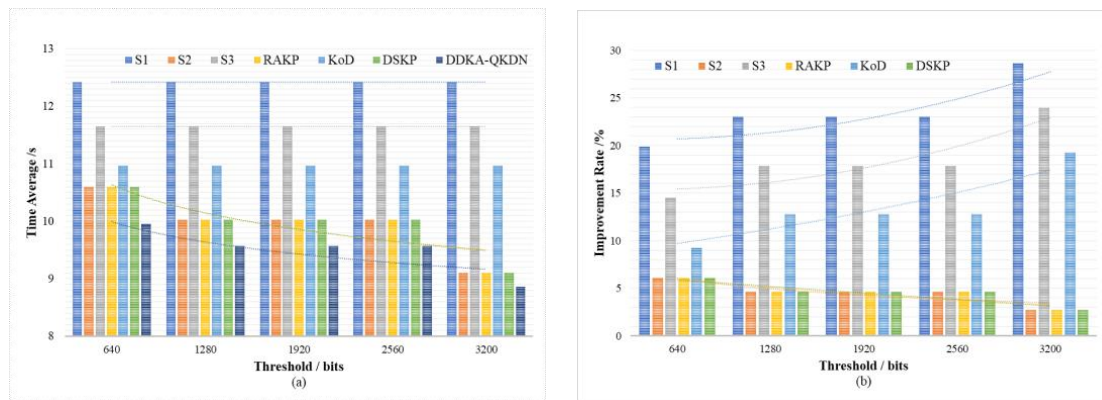 13
12
11
10
9
8
Time Average /s
S1 S2 S3 RAKP KoD DSKP DDKA-QKDN
640 1280 1920 2560 3200
Threshold / bits
(a)
30
25
20
15
10
5
0
Improvement Rate /%
S1 S2 S3 RAKP KoD DSKP
640 1280 1920 2560 3200
Threshold / bits
(b)